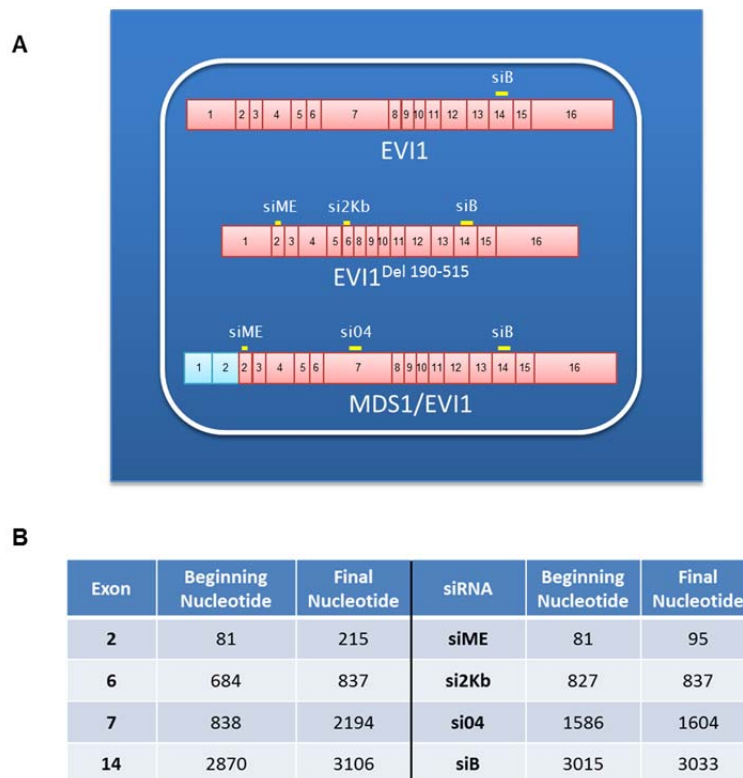 A
siB
1 2 3 4 5 6 7 8 9 10 11 12 13 14 15 16
EVI1
siME si2Kb siB
1 2 3 4 5 6 8 9 10 11 12 13 14 15 16
EVI1Del 190-515
siME si04 siB
1 2 2 3 4 5 6 7 8 9 10 11 12 13 14 15 16
MDS1/EVI1
B
Exon Beginning Nucleotide Final Nucleotide siRNA Beginning Nucleotide Final Nucleotide
2 81 215 siME 81 95
6 684 837 si2Kb 827 837
7 838 2194 si04 1586 1604
14 2870 3106 siB 3015 3033